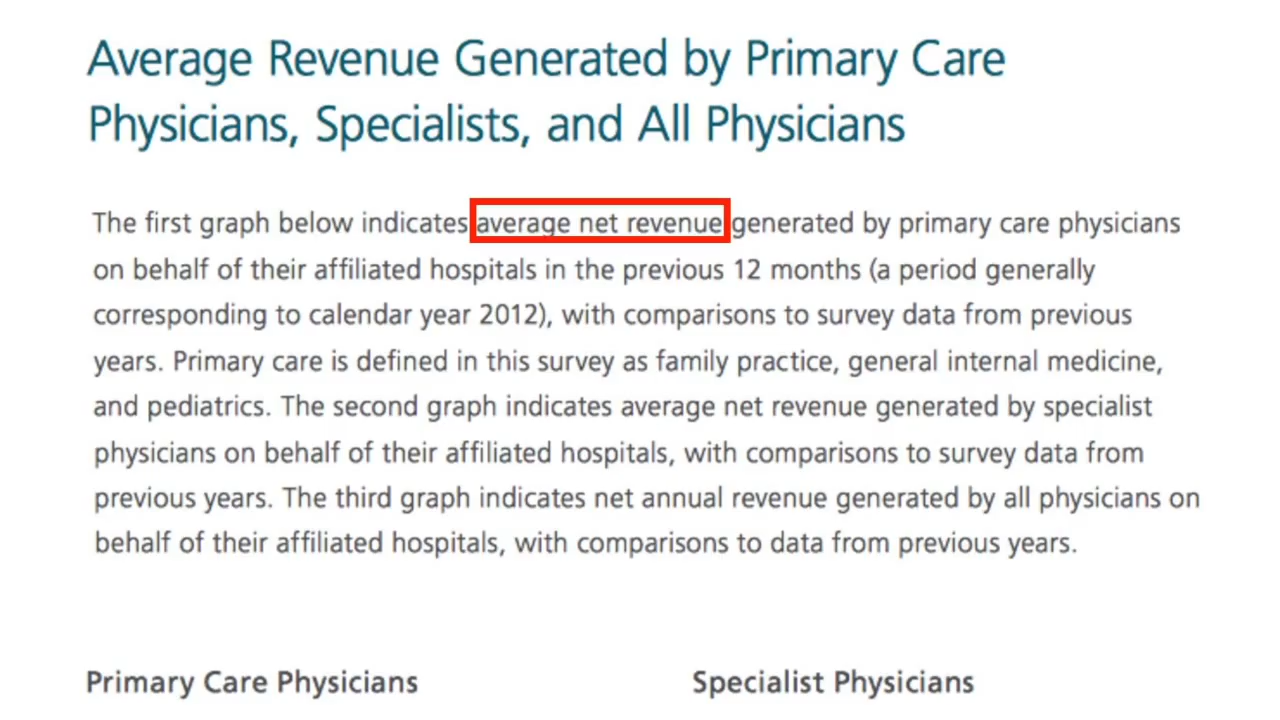 Average Revenue Generated by Primary Care
Physicians, Specialists, and All Physicians
The first graph below indicates average net revenue generated by primary care physicians
on behalf of their affiliated hospitals in the previous 12 months (a period generally
corresponding to calendar year 2012), with comparisons to survey data from previous
years. Primary care is defined in this survey as family practice, general internal medicine,
and pediatrics. The second graph indicates average net revenue generated by specialist
physicians on behalf of their affiliated hospitals, with comparisons to survey data from
previous years. The third graph indicates net annual revenue generated by all physicians on
behalf of their affiliated hospitals, with comparisons to data from previous years.
Primary Care Physicians
Specialist Physicians